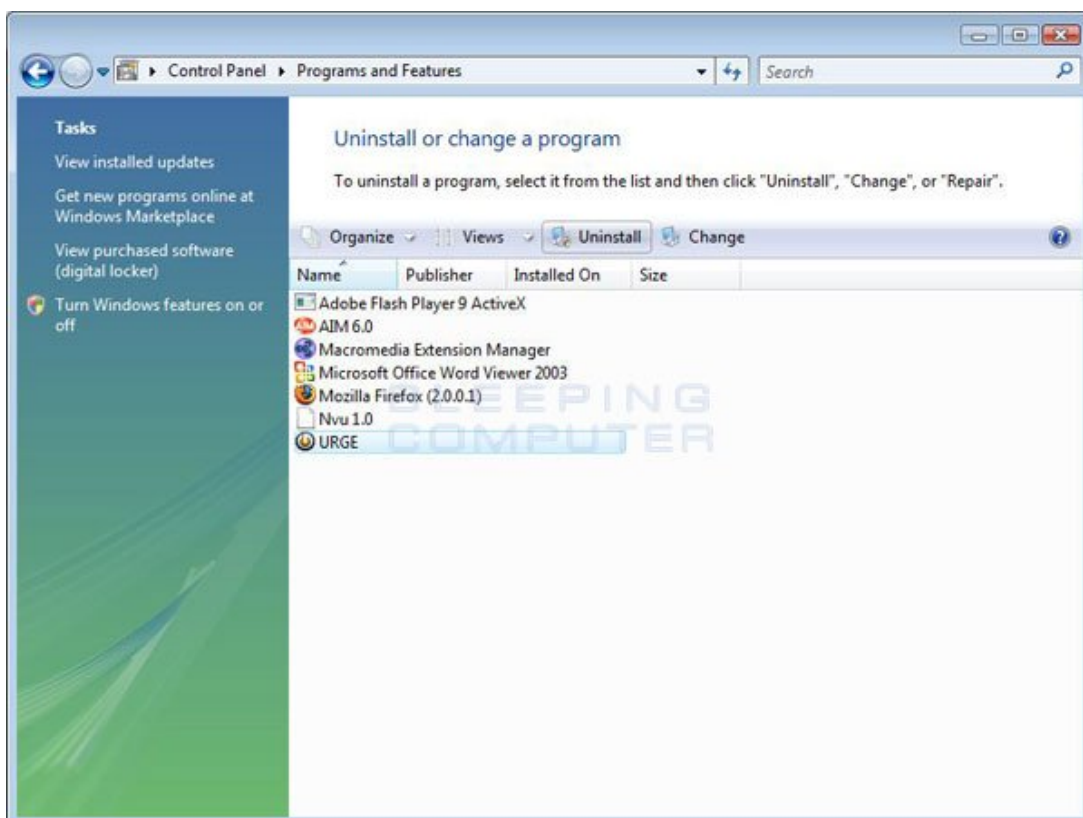 Control Panel Programs and Features
Search
Tasks
View installed updates
Get new programs online at
Windows Marketplace
View purchased software
(digital locker)
Turn Windows features on or
off
Uninstall or change a program
To uninstall a program, select it from the list and then click "Uninstall", "Change", or "Repair".
Organize Views Uninstall Change
Name Publisher Installed On Size
Adobe Flash Player 9 ActiveX
AIM 6.0
Macromedia Extension Manager
Microsoft Office Word Viewer 2003
Mozilla Firefox (2.0.0.1)
Nvu 1.0
URGE
BLEEPING
COMPUTER